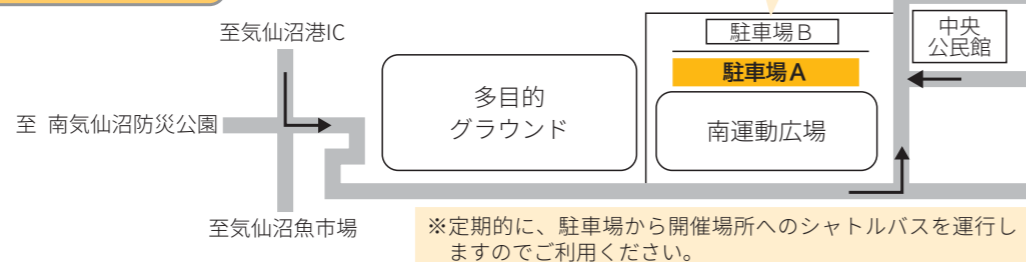 至気仙沼港IC
駐車場B
中央
公民館
駐車場A
多目的
グラウンド
至 南気仙沼防災公園
南運動広場
至気仙沼魚市場
※定期的に、駐車場から開催場所へのシャトルバスを運行し
ますのでご利用ください。